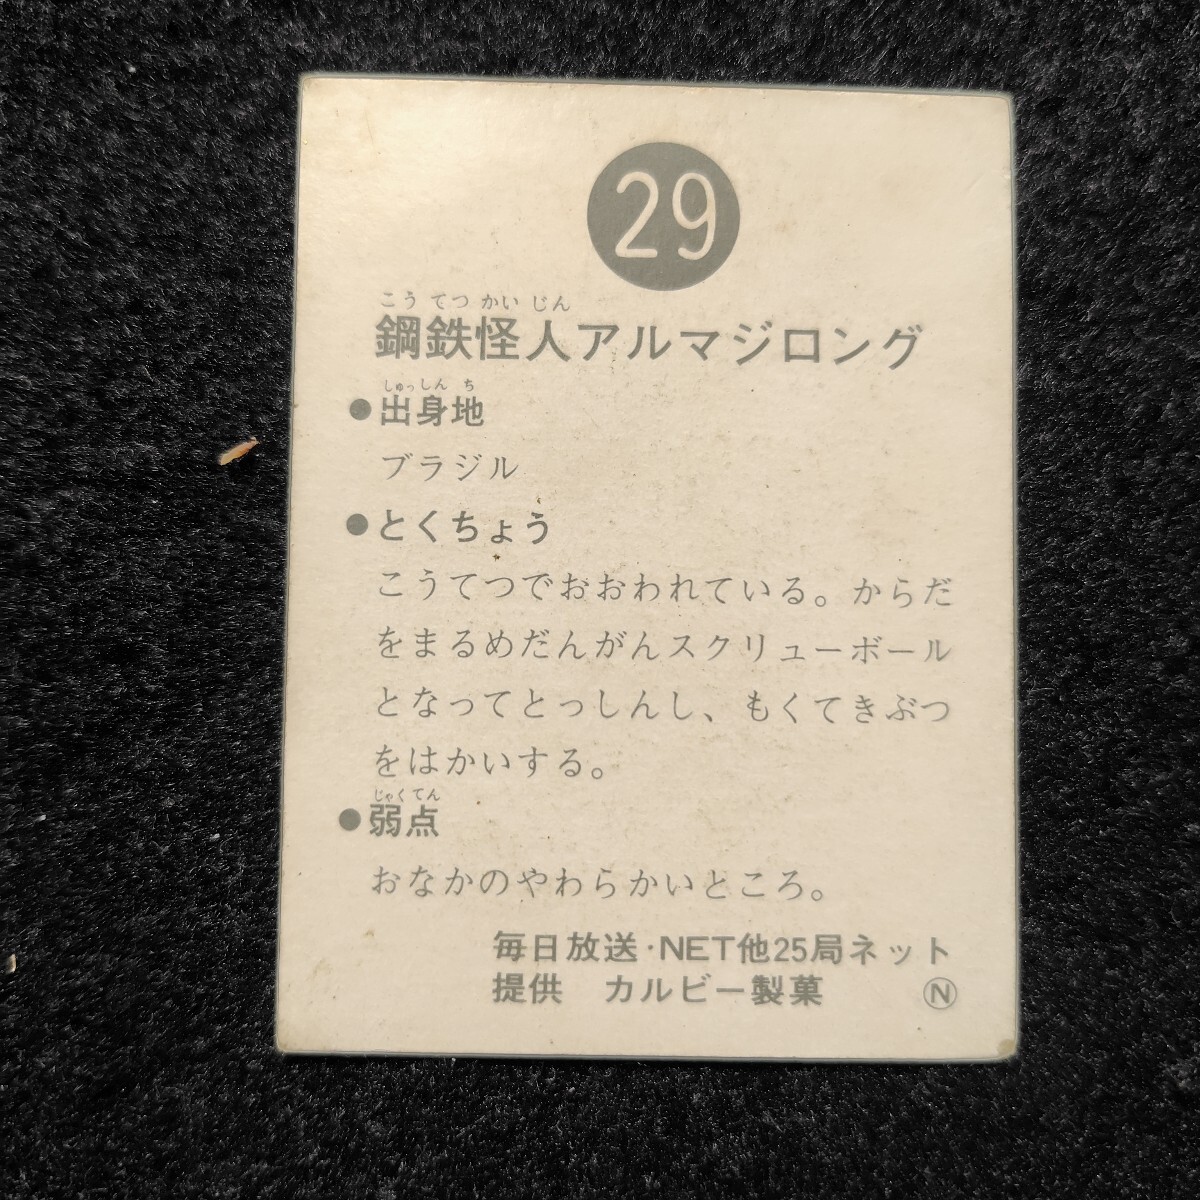 29
こう てつ かい じん
鋼鉄怪人アルマジロング
しゅっしん ち
●出身地
ブラジル
●とくちょう
こうてつでおおわれている。からだ
をまるめだんがんスクリューボール
となってとっしんし、もくてきぶつ
をはかいする。
じゃくてん
●弱点
おなかのやわらかいところ。
毎日放送·NET他25局ネット
提供 カルビー製菓 Ⓝ